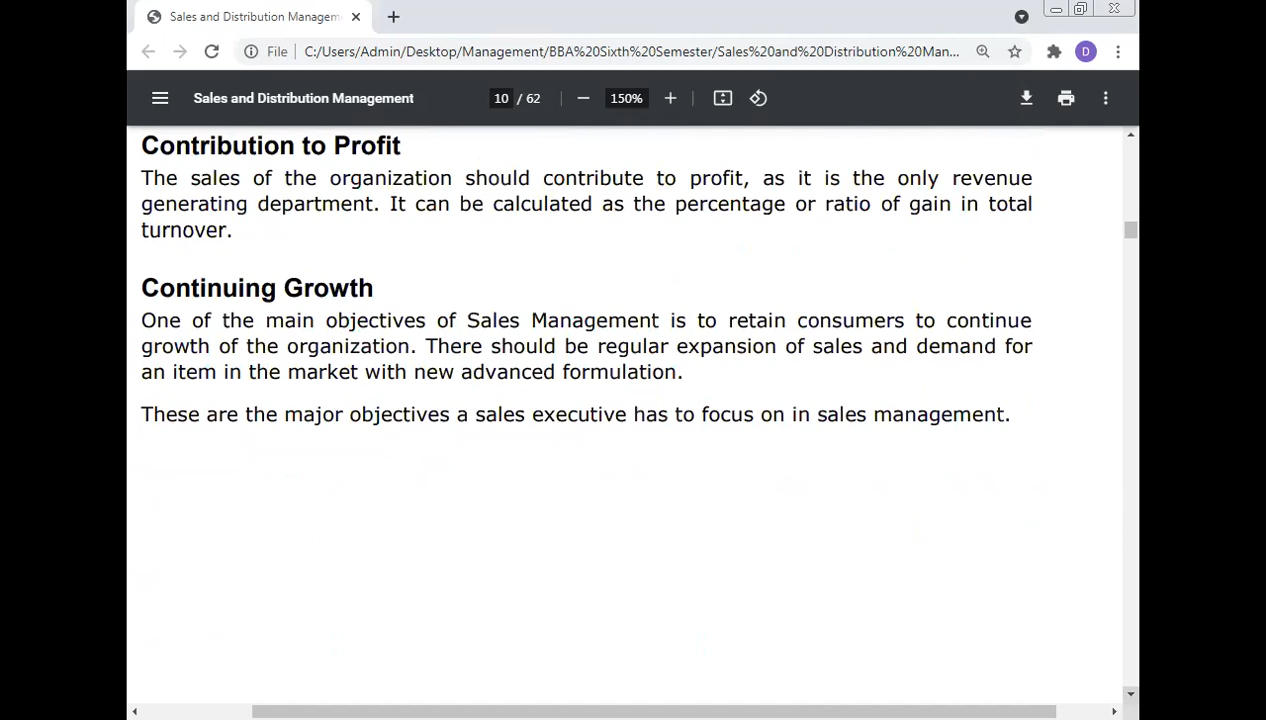 Sales and Distribution Managem
File C:/Users/Admin/Desktop/Management/BBA%20Sixth%20Semester/Sales%20and%20Distribution%20Man... D
Sales and Distribution Management 10 / 62 150%
Contribution to Profit
The sales of the organization should contribute to profit, as it is the only revenue
generating department. It can be calculated as the percentage or ratio of gain in total
turnover.
Continuing Growth
One of the main objectives of Sales Management is to retain consumers to continue
growth of the organization. There should be regular expansion of sales and demand for
an item in the market with new advanced formulation.
These are the major objectives a sales executive has to focus on in sales management.